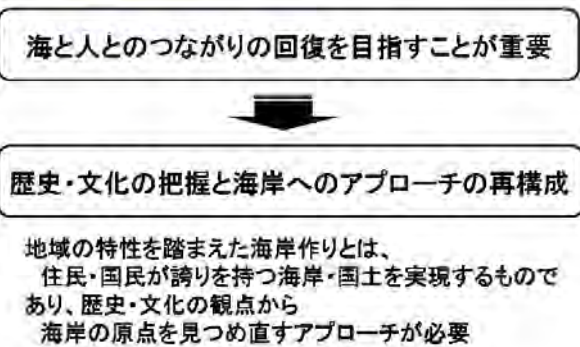 海と人とのつながりの回復を目指すことが重要
歴史・文化の把握と海岸へのアプローチの再構成
地域の特性を踏まえた海岸作りとは、
住民・国民が誇りを持つ海岸・国土を実現するもので
あり、歴史・文化の観点から
海岸の原点を見つめ直すアプローチが必要